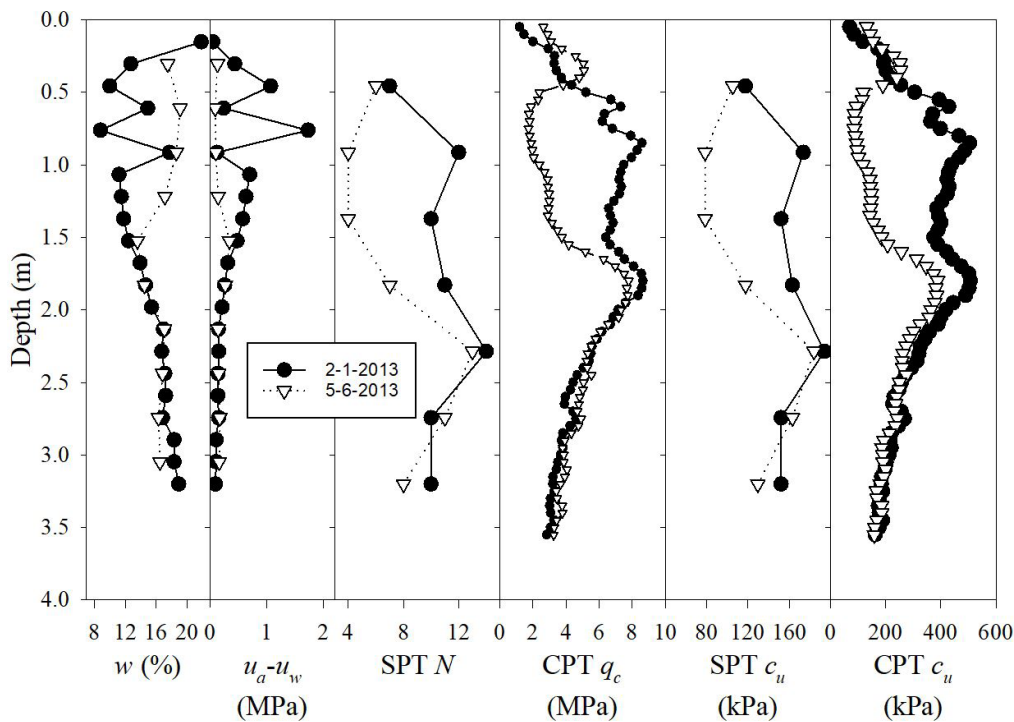 0.0
0.5
1.0
1.5
2.0
2.5
3.0
3.5
4.0
Depth (m)
2-1-2013
5-6-2013
8 12 16 20 0 1 2 4 8 12 0 2 4 6 8 10 80 120 160 0 200 400 600
w (%) ua-uw SPT N CPT qc SPT cu CPT cu
(MPa) (MPa) (kPa) (kPa)